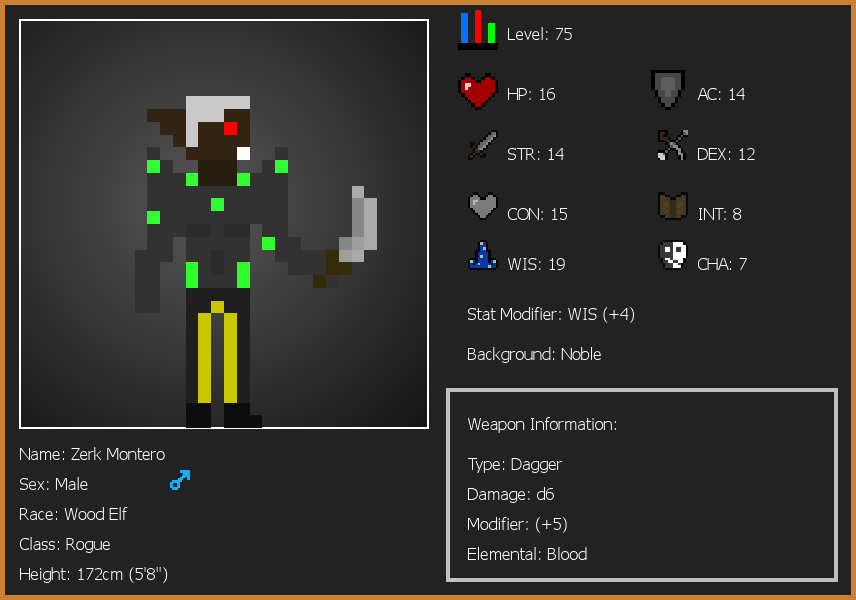 Level: 75
HP: 16
AC: 14
STR: 14
DEX: 12
CON: 15
INT: 8
WIS: 19
CHA: 7
Stat Modifier: WIS (+4)
Background: Noble
Weapon Information:
Type: Dagger
Damage: d6
Modifier: (+5)
Elemental: Blood
Name: Zerk Montero
Sex: Male
Race: Wood Elf
Class: Rogue
Height: 172cm (5'8")